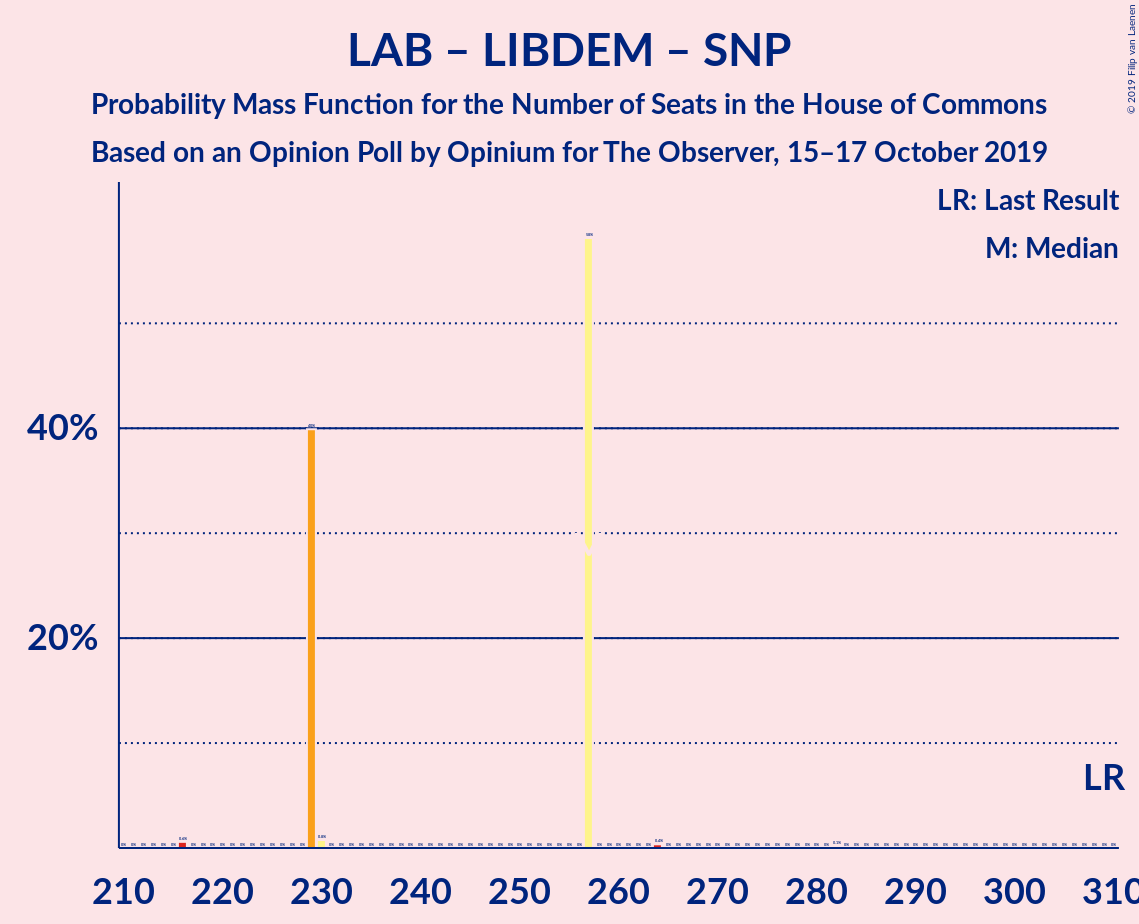 LAB – LIBDEM – SNP
Probability Mass Function for the Number of Seats in the House of Commons
Based on an Opinion Poll by Opinium for The Observer, 15–17 October 2019
© 2019 Filip van Laenen
LR: Last Result
M: Median
40%
20%
LR
210 220 230 240 250 260 270 280 290 300 310